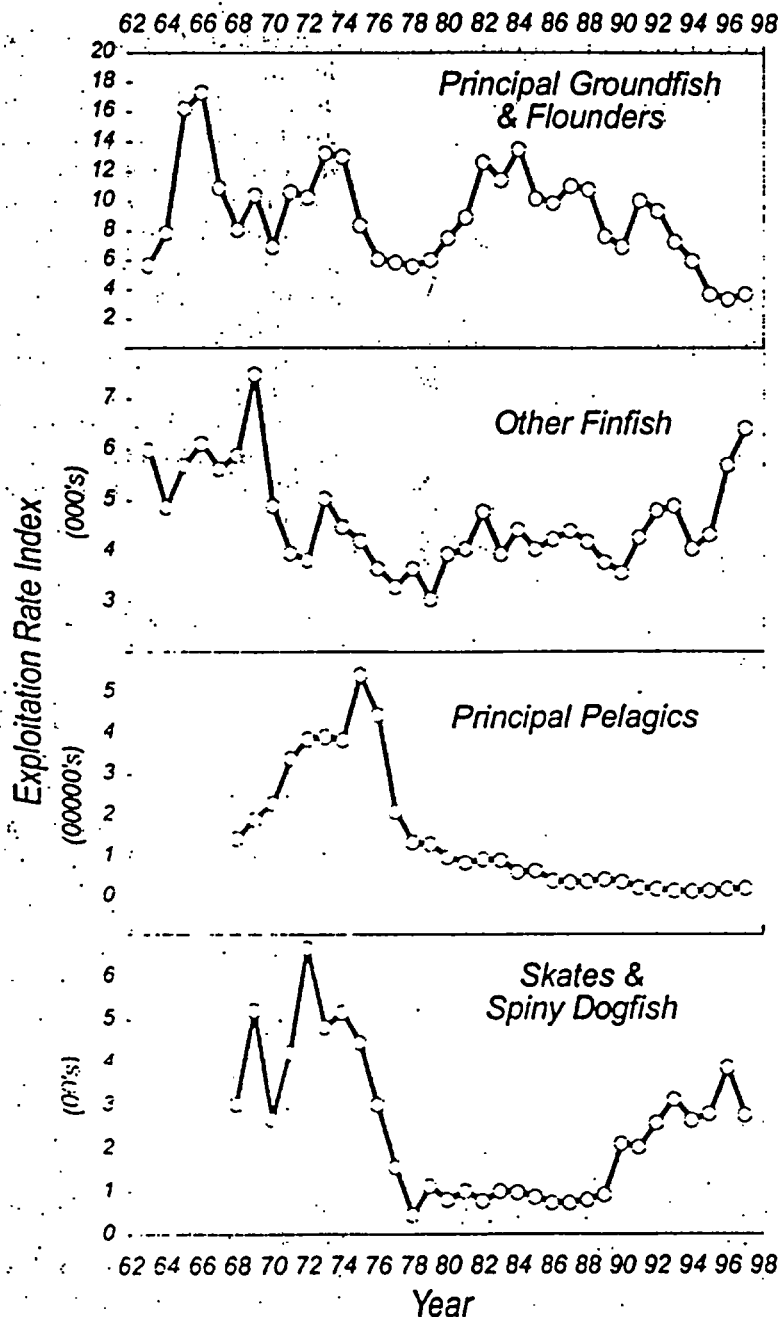 62 64 66 68 70 72 74 76 78 80 82 84 86 88 90 92 94 96 98
20
18
16
14
12
10
8
6
4
2
Principal Groundfish
& Flounders
7
6
5
4
3
Other Finfish
Exploitation Rate Index
(000's)
5
4
3
2
1
0
Principal Pelagics
(00000's)
6
5
4
3
2
1
0
Skates &
Spiny Dogfish
(00's)
62 64 66 68 70 72 74 76 78 80 82 84 86 88 90 92 94 96 98
Year